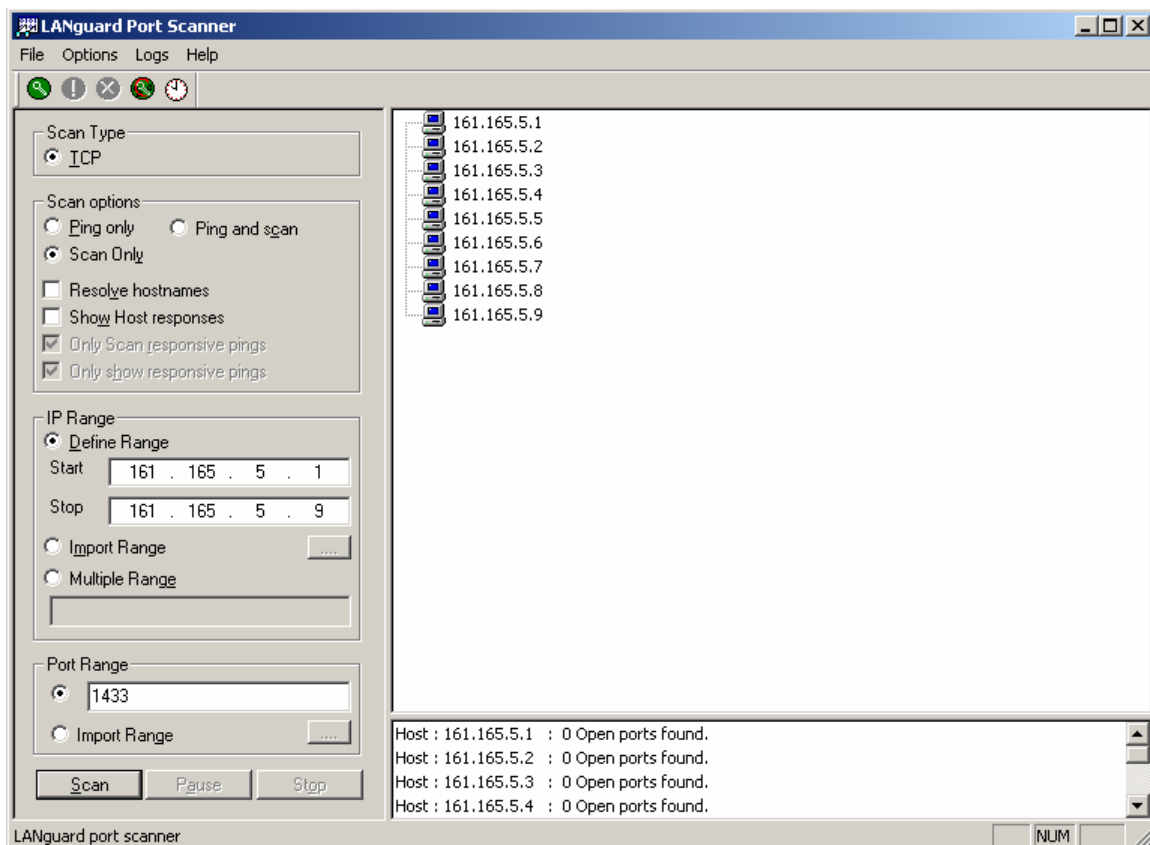 LANguard Port Scanner
File Options Logs Help
Scan Type
TCP
Scan options
Ping only Ping and scan
Scan Only
Resolve hostnames
Show Host responses
Only Scan responsive pings
Only show responsive pings
IP Range
Define Range
Start 161 . 165 . 5 . 1
Stop 161 . 165 . 5 . 9
Import Range ....
Multiple Range
Port Range
1433
Import Range ....
Scan Pause Stop
161.165.5.1
161.165.5.2
161.165.5.3
161.165.5.4
161.165.5.5
161.165.5.6
161.165.5.7
161.165.5.8
161.165.5.9
Host : 161.165.5.1 : 0 Open ports found.
Host : 161.165.5.2 : 0 Open ports found.
Host : 161.165.5.3 : 0 Open ports found.
Host : 161.165.5.4 : 0 Open ports found.
LANguard port scanner NUM